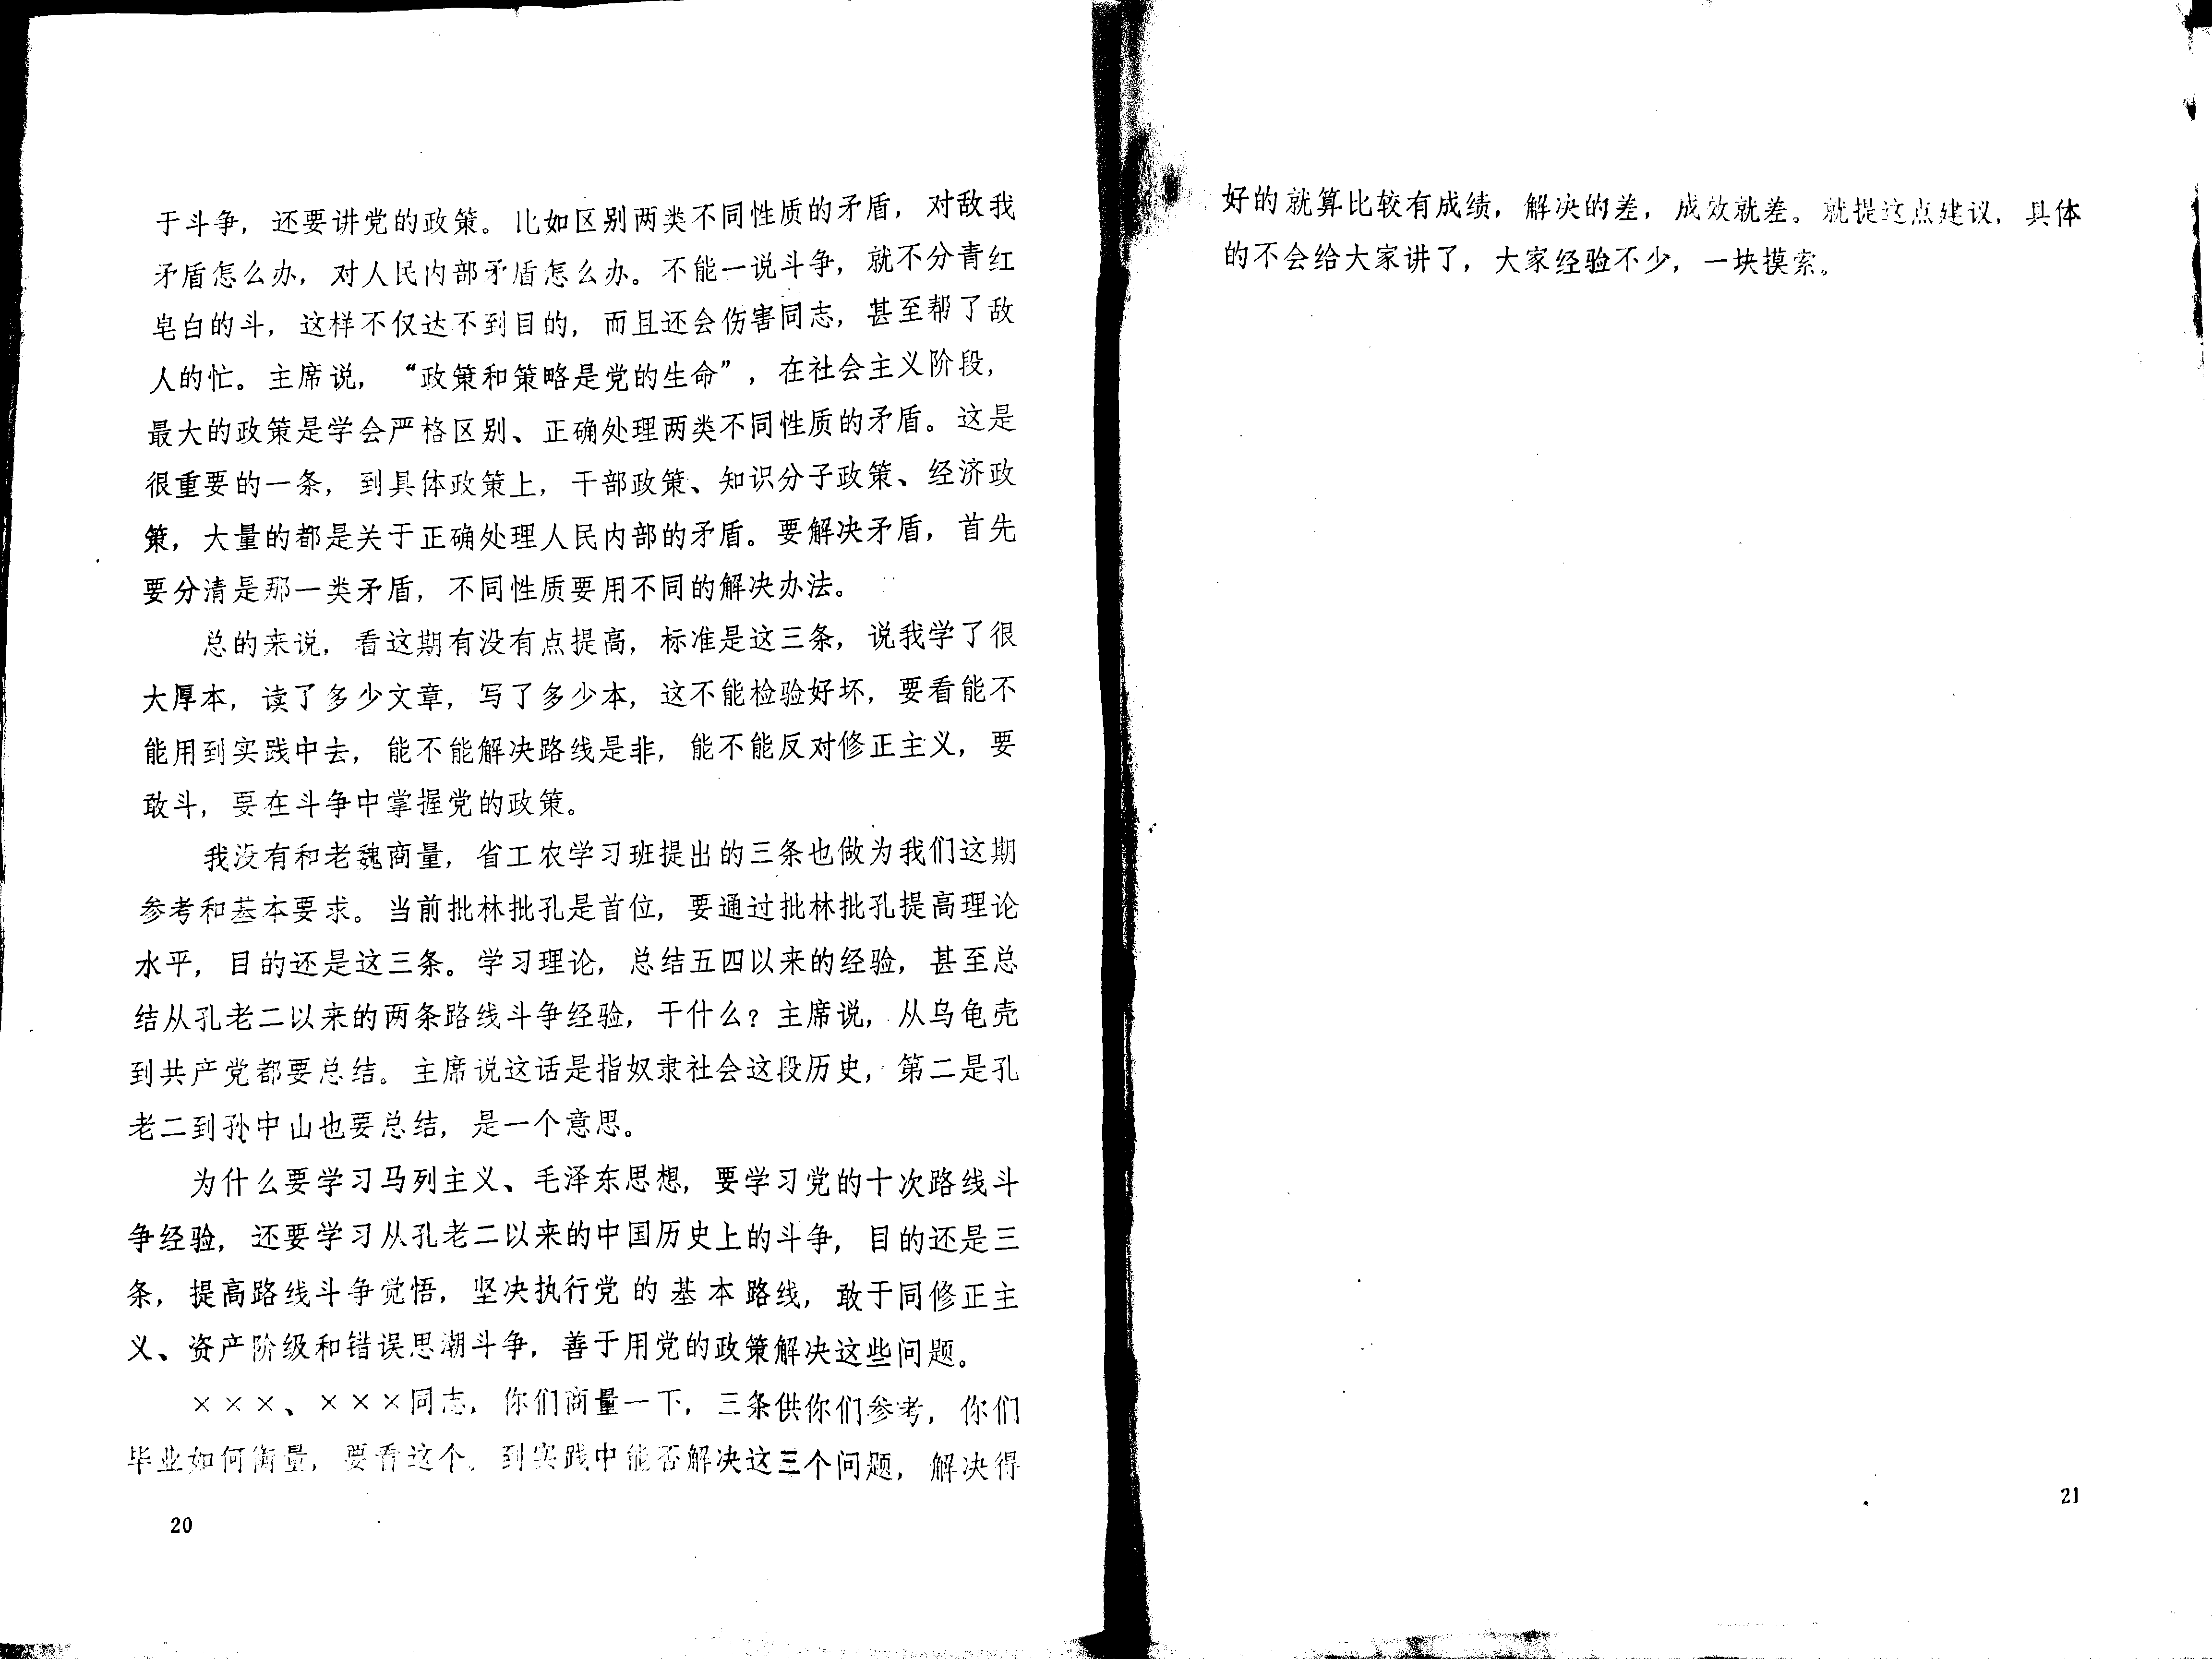 于斗争，还要讲党的政策。比如区别两类不同性质的矛盾，对敌我
矛盾怎么办，对人民内部矛盾怎么办。不能一说斗争，就不分青红
皂白的斗，这样不仅达不到目的，而且还会伤害同志，甚至帮了敌
人的忙。主席说，“政策和策略是党的生命”，在社会主义阶段，
最大的政策是学会严格区别、正确处理两类不同性质的矛盾。这是
很重要的一条，到具体政策上，干部政策、知识分子政策、经济政
策，大量的都是关于正确处理人民内部的矛盾。要解决矛盾，首先
要分清是那一类矛盾，不同性质要用不同的解决办法。
总的来说，看这期有没有点提高，标准是这三条，说我学了很
大厚本，读了多少文章，写了多少本，这不能检验好坏，要看能不
能用到实践中去，能不能解决路线是非，能不能反对修正主义，要
敢斗，要在斗争中掌握党的政策。
我没有和老魏商量，省工农学习班提出的三条也做为我们这期
参考和基本要求。当前批林批孔是首位，要通过批林批孔提高理论
水平，目的还是这三条。学习理论，总结五四以来的经验，甚至总
结从孔老二以来的两条路线斗争经验，干什么？主席说，从乌龟壳
到共产党都要总结。主席说这话是指奴隶社会这段历史，第二是孔
老二到孙中山也要总结，是一个意思。
为什么要学习马列主义、毛泽东思想，要学习党的十次路线斗
争经验，还要学习从孔老二以来的中国历史上的斗争，目的还是三
条，提高路线斗争觉悟，坚决执行党的基本路线，敢于同修正主
义、资产阶级和错误思潮斗争，善于用党的政策解决这些问题。
×××、×××同志，你们商量一下，三条供你们参考，你们
毕业如何衡量，要看这个。到实践中能否解决这三个问题，解决得
20
好的就算比较有成绩，解决的差，成效就差。就提这点建议，具体
的不会给大家讲了，大家经验不少，一块摸索。
21